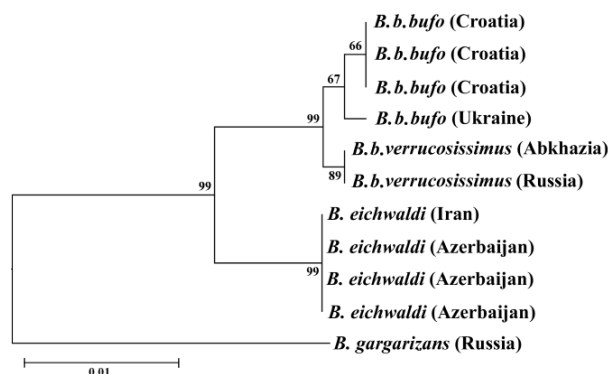 B.b.bufo (Croatia)
B.b.bufo (Croatia)
66
B.b.bufo (Croatia)
67
B.b.bufo (Ukraine)
99
B.b.verrucosissimus (Abkhazia)
89
B.b.verrucosissimus (Russia)
99
B. eichwaldi (Iran)
B. eichwaldi (Azerbaijan)
99
B. eichwaldi (Azerbaijan)
B. eichwaldi (Azerbaijan)
B. gargarizans (Russia)
0.01